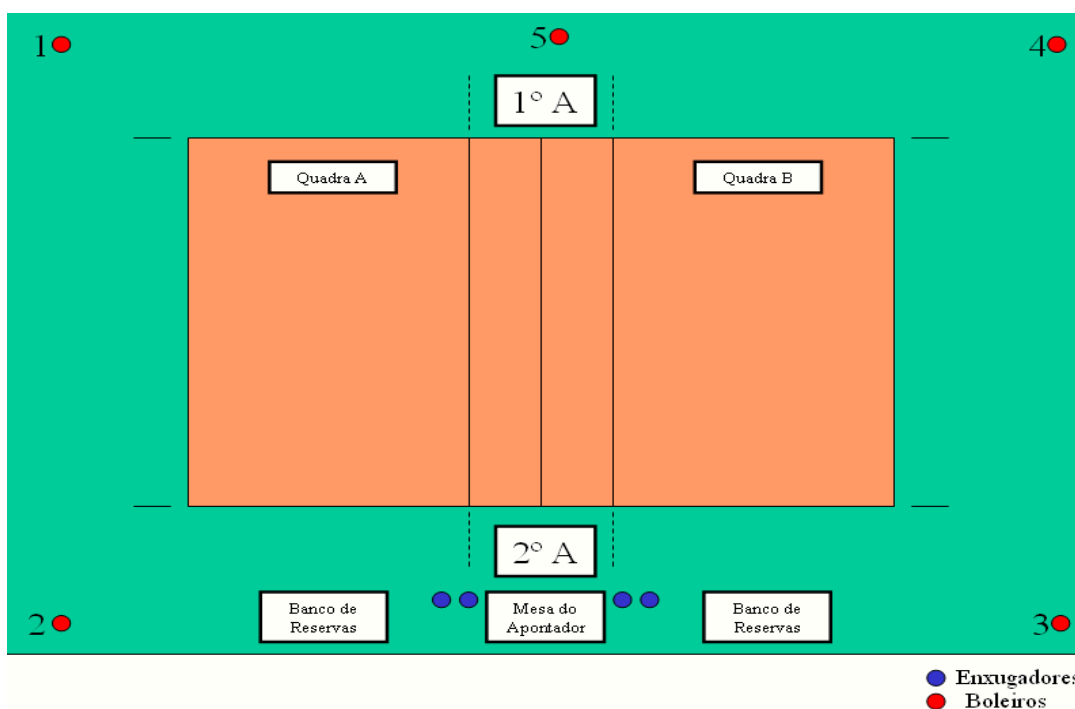 1
5
4
1° A
Quadra A
Quadra B
2° A
Banco de
Reservas
Mesa do
Apontador
Banco de
Reservas
2
3
Enxugadores
Boleiros